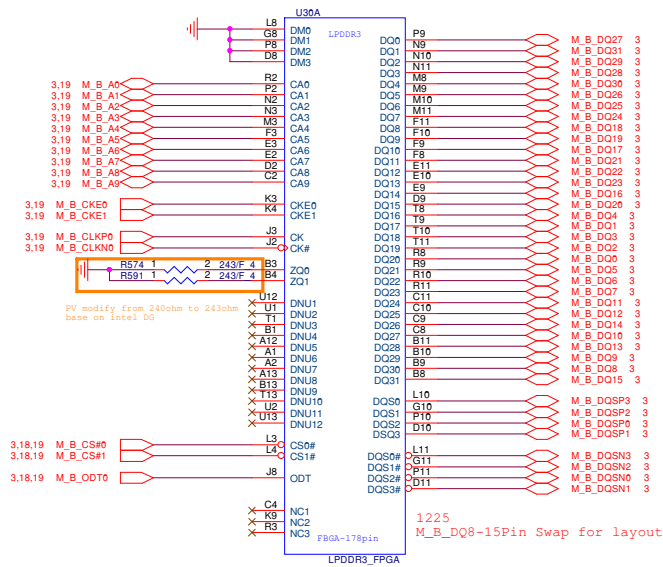 U30A
LPDDR3
L8 DM0
G8 DM1
P8 DM2
D8 DM3
3,19 M_B_A0 R2 CA0
3,19 M_B_A1 P2 CA1
3,19 M_B_A2 N2 CA2
3,19 M_B_A3 N3 CA3
3,19 M_B_A4 M3 CA4
3,19 M_B_A5 F3 CA5
3,19 M_B_A6 E3 CA6
3,19 M_B_A7 E2 CA7
3,19 M_B_A8 D2 CA8
3,19 M_B_A9 C2 CA9
3,19 M_B_CKE0 K3 CKE0
3,19 M_B_CKE1 K4 CKE1
3,19 M_B_CLKP0 J3 CK
3,19 M_B_CLKN0 J2 CK#
R574 1 2 243/F 4 B3 ZQ0
R591 1 2 243/F 4 B4 ZQ1
PV modify from 240ohm to 243ohm
base on intel DG
U12 DNU1
U1 DNU2
T1 DNU3
B1 DNU4
A12 DNU5
A1 DNU6
A2 DNU7
A13 DNU8
B13 DNU9
T13 DNU10
U2 DNU11
U13 DNU12
3,18,19 M_B_CS#0 L3 CS0#
3,18,19 M_B_CS#1 L4 CS1#
3,18,19 M_B_ODT0 J8 ODT
C4 NC1
K9 NC2
R3 NC3
DQ0 P9 M_B_DQ27 3
DQ1 N9 M_B_DQ31 3
DQ2 N10 M_B_DQ29 3
DQ3 N11 M_B_DQ28 3
DQ4 M8 M_B_DQ30 3
DQ5 M9 M_B_DQ26 3
DQ6 M10 M_B_DQ25 3
DQ7 M11 M_B_DQ24 3
DQ8 F11 M_B_DQ18 3
DQ9 F10 M_B_DQ19 3
DQ10 F9 M_B_DQ17 3
DQ11 F8 M_B_DQ21 3
DQ12 E11 M_B_DQ22 3
DQ13 E10 M_B_DQ23 3
DQ14 E9 M_B_DQ16 3
DQ15 D9 M_B_DQ20 3
DQ16 T8 M_B_DQ4 3
DQ17 T9 M_B_DQ1 3
DQ18 T10 M_B_DQ3 3
DQ19 T11 M_B_DQ2 3
DQ20 R8 M_B_DQ0 3
DQ21 R9 M_B_DQ5 3
DQ22 R10 M_B_DQ6 3
DQ23 R11 M_B_DQ7 3
DQ24 C11 M_B_DQ11 3
DQ25 C10 M_B_DQ12 3
DQ26 C9 M_B_DQ14 3
DQ27 C8 M_B_DQ10 3
DQ28 B11 M_B_DQ13 3
DQ29 B10 M_B_DQ9 3
DQ30 B9 M_B_DQ8 3
DQ31 B8 M_B_DQ15 3
DQS0 L10 M_B_DQSP3 3
DQS1 G10 M_B_DQSP2 3
DQS2 P10 M_B_DQSP0 3
DSQ3 D10 M_B_DQSP1 3
DQS0# L11 M_B_DQSN3 3
DQS1# G11 M_B_DQSN2 3
DQS2# P11 M_B_DQSN0 3
DQS3# D11 M_B_DQSN1 3
1225
M_B_DQ8-15Pin Swap for layout
FBGA-178pin
LPDDR3_FPGA